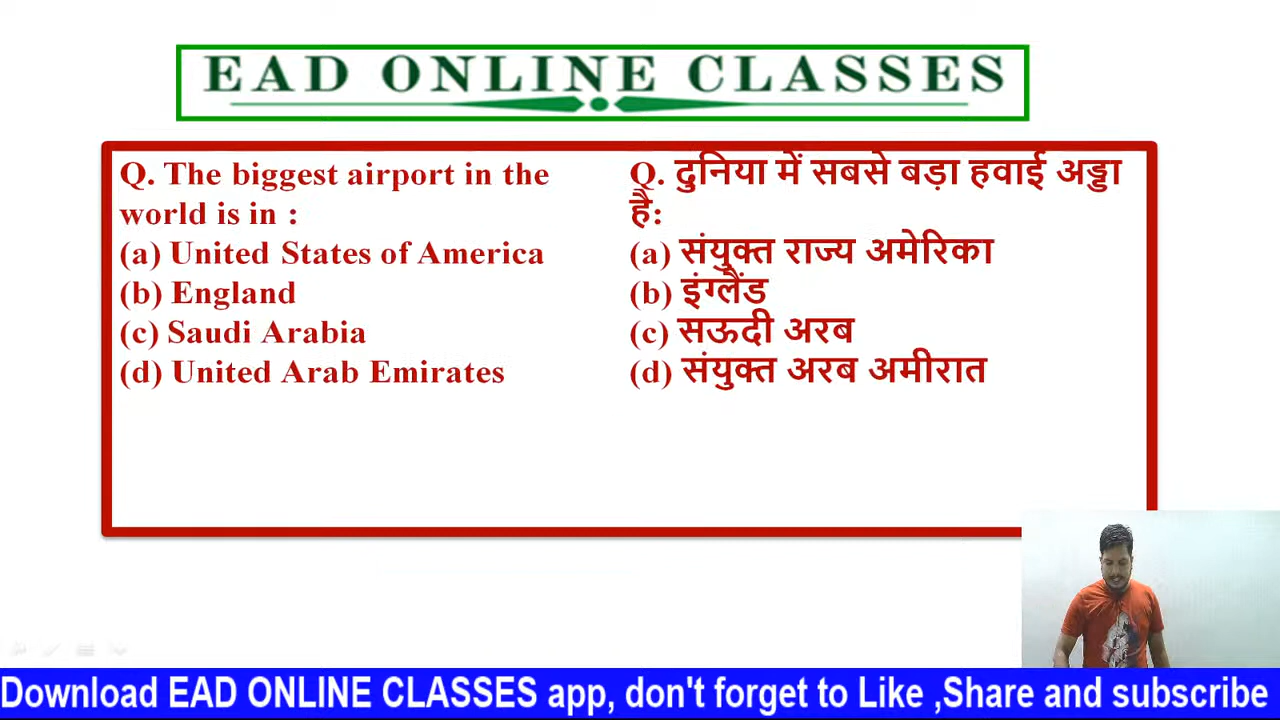 EAD ONLINE CLASSES
Q. The biggest airport in the
world is in :
(a) United States of America
(b) England
(c) Saudi Arabia
(d) United Arab Emirates
Q. दुनिया में सबसे बड़ा हवाई अड्डा
है:
(a) संयुक्त राज्य अमेरिका
(b) इंग्लैंड
(c) सऊदी अरब
(d) संयुक्त अरब अमीरात
Download EAD ONLINE CLASSES app, don't forget to Like ,Share and subscribe